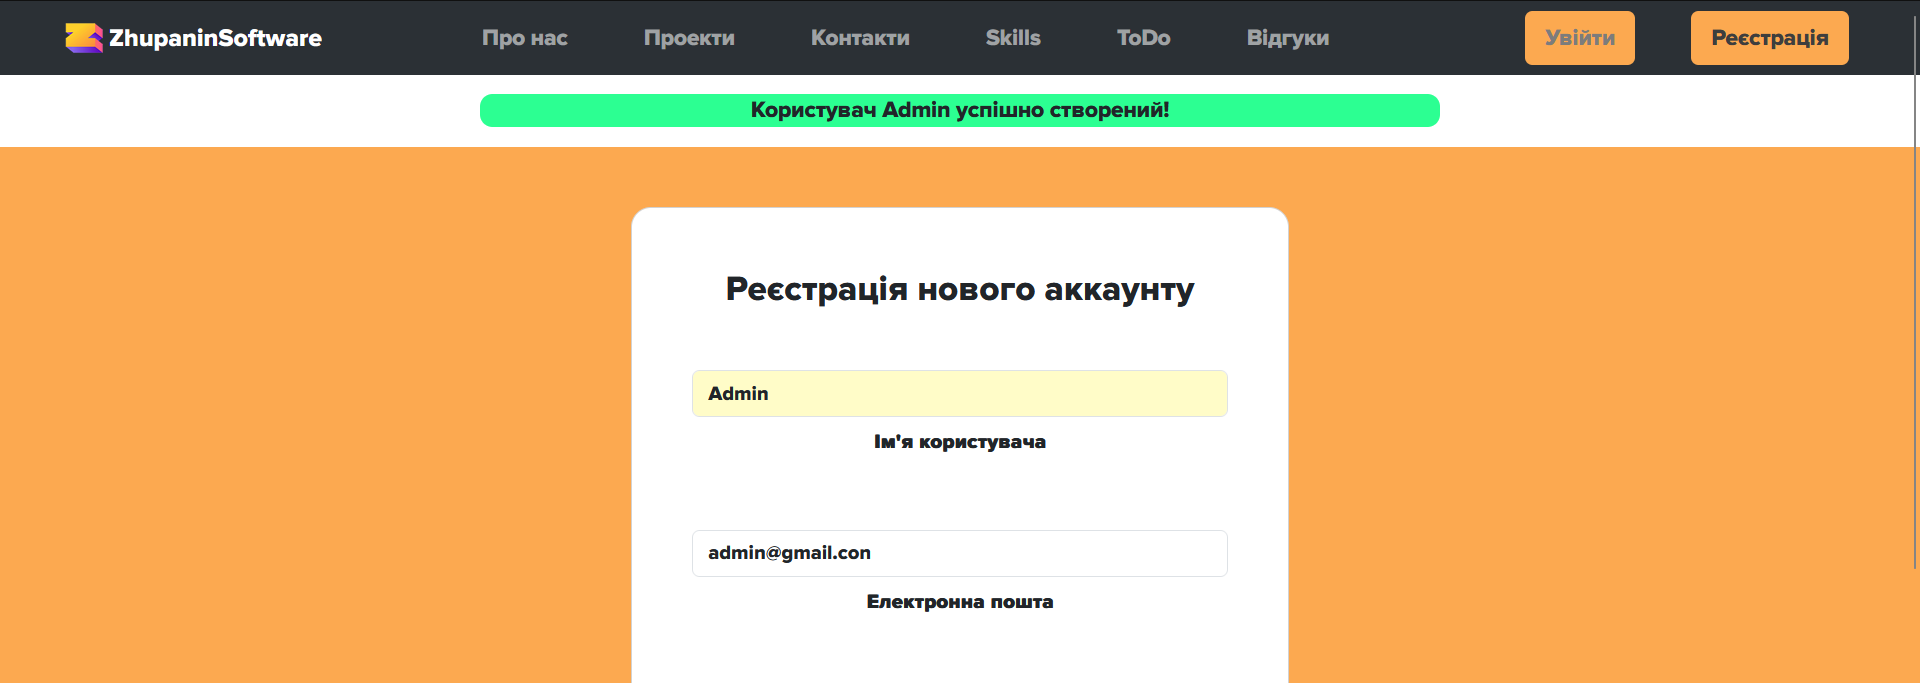 ZhupaninSoftware Про нас Проекти Контакти Skills ToDo Відгуки Увійти Реєстрація
Користувач Admin успішно створений!
Реєстрація нового аккаунту
Admin
Ім'я користувача
admin@gmail.con
Електронна пошта